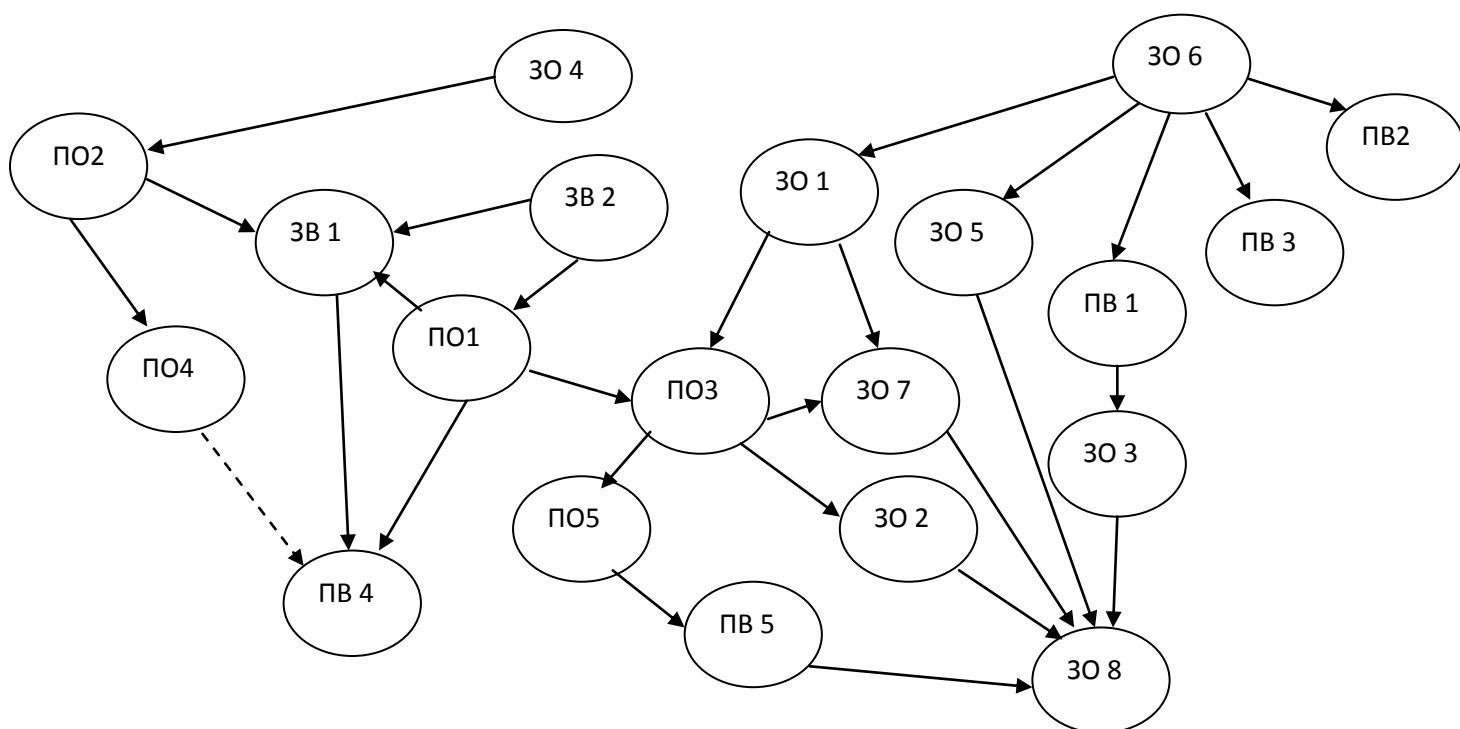 ЗО 4
ЗО 6
ПВ2
ПО2
ЗО 1
ЗВ 2
ЗВ 1
ЗО 5
ПВ 3
ПВ 1
ПО1
ПО4
ПО3
ЗО 7
ЗО 3
ПО5
ЗО 2
ПВ 4
ПВ 5
ЗО 8